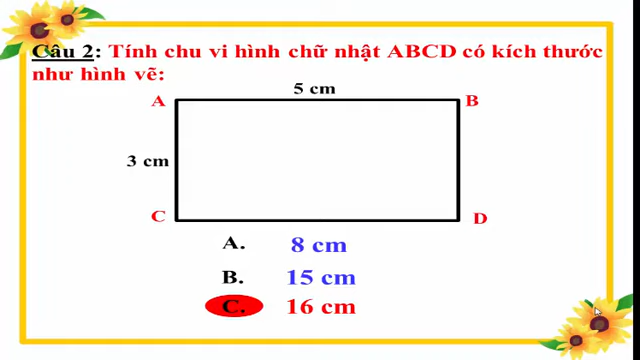 Câu 2: Tính chu vi hình chữ nhật ABCD có kích thước
như hình vẽ:
5 cm
A B
3 cm
C D
A. 8 cm
B. 15 cm
C. 16 cm